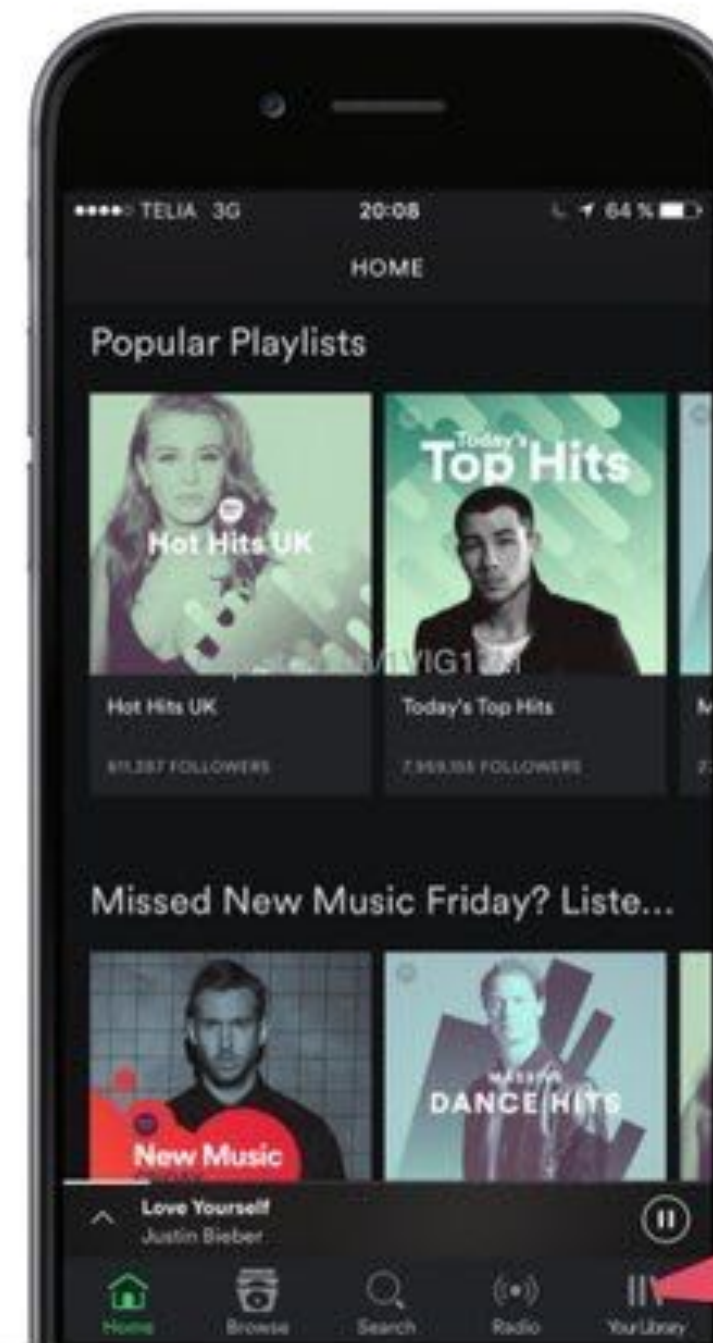 TELIA 3G 20:08 64 %
HOME
Popular Playlists
Hot Hits UK
Today's
Top Hits
Hot Hits UK
Today's Top Hits
FOLLOWERS
FOLLOWERS
Missed New Music Friday? Liste...
New Music
MASSIVE
DANCE HITS
Love Yourself
Justin Bieber
Home Browse Search Radio Your Library